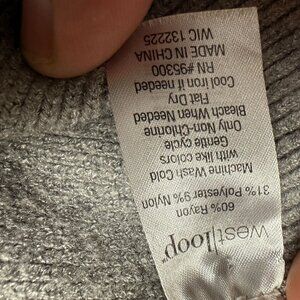 West||loop™
60% Rayon
31% Polyester 9% Nylon
Machine Wash Cold
with like colors
Gentle cycle
Only Non-Chlorine
Bleach When Needed
Flat Dry
Cool iron if needed
RN #95300
MADE IN CHINA
WIC 132225